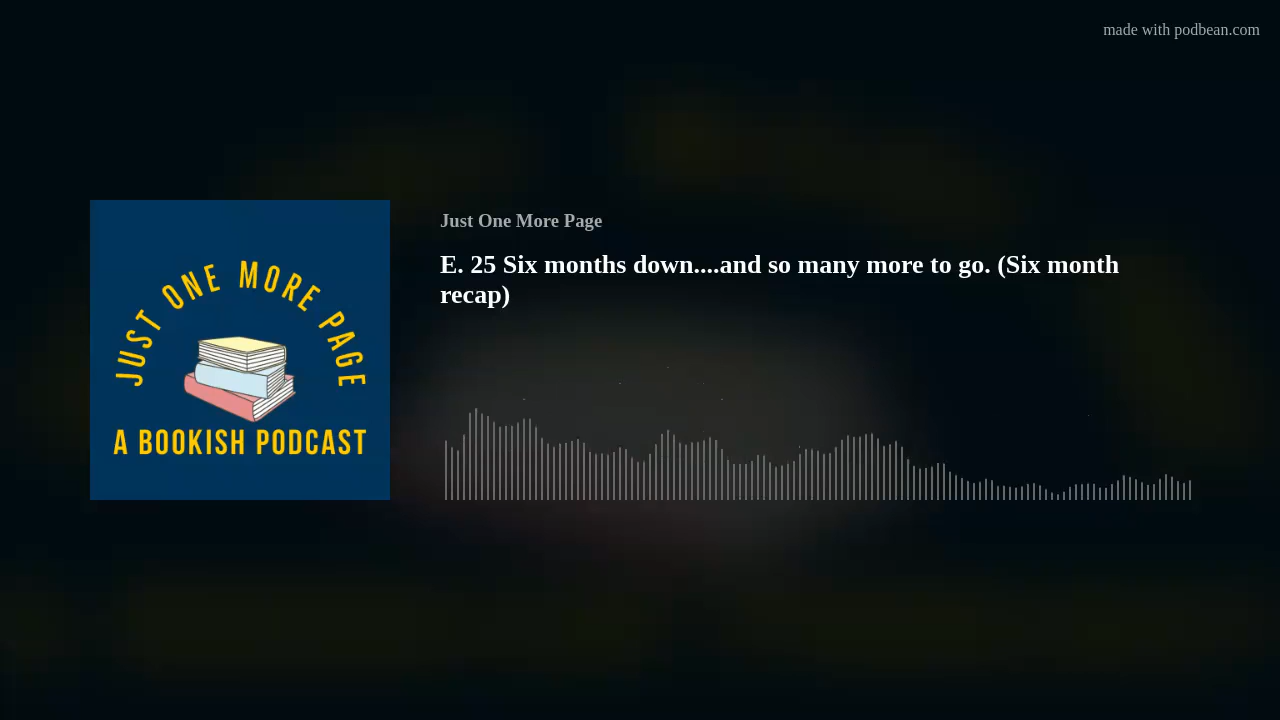 made with podbean.com
Just One More Page
E. 25 Six months down....and so many more to go. (Six month
recap)
JUST ONE MORE PAGE
A BOOKISH PODCAST